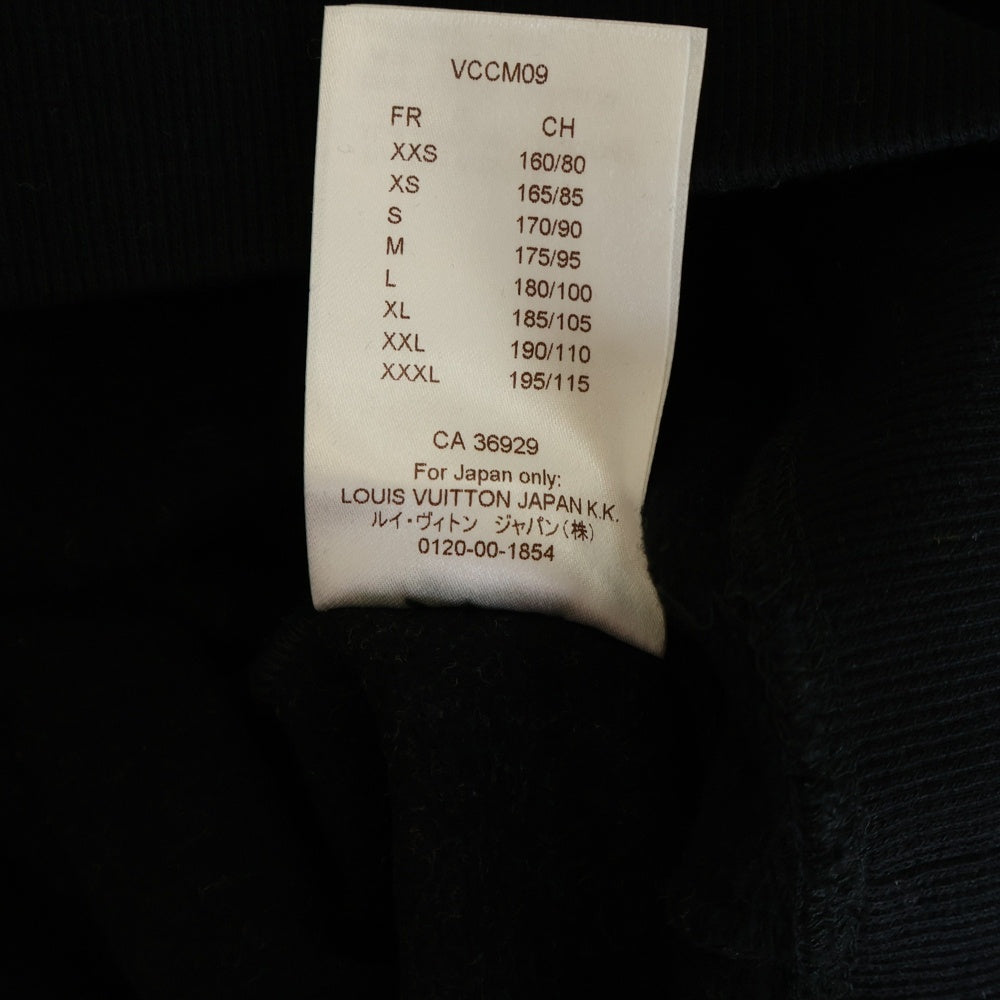 VCCM09
FR CH
XXS 160/80
XS 165/85
S 170/90
M 175/95
L 180/100
XL 185/105
XXL 190/110
XXXL 195/115
CA 36929
For Japan only:
LOUIS VUITTON JAPAN K.K.
ルイ・ヴィトン ジャパン(株)
0120-00-1854